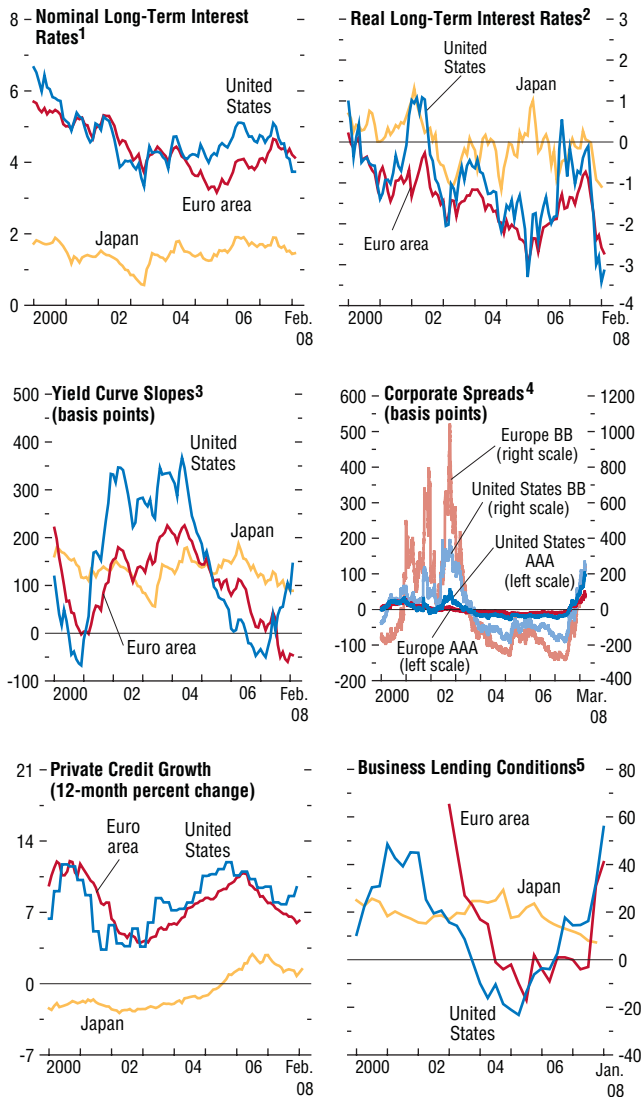 Nominal Long-Term Interest
Rates1
8
6
4
2
0
United
States
Euro area
Japan
2000 02 04 06 Feb.
08
Real Long-Term Interest Rates2
3
2
1
0
-1
-2
-3
-4
United
States
Japan
Euro area
2000 02 04 06 Feb.
08
Yield Curve Slopes3
(basis points)
500
400
300
200
100
0
-100
United
States
Japan
Euro area
2000 02 04 06 Feb.
08
Corporate Spreads4
(basis points)
600
500
400
300
200
100
0
-100
-200
1200
1000
800
600
400
200
0
-200
-400
Europe BB
(right scale)
United States BB
(right scale)
United States
AAA
(left scale)
Europe AAA
(left scale)
2000 02 04 06 Mar.
08
Private Credit Growth
(12-month percent change)
21
14
7
0
-7
Euro
area
United
States
Japan
2000 02 04 06 Feb.
08
Business Lending Conditions5
80
60
40
20
0
-20
-40
Euro area
Japan
United
States
2000 02 04 06 Jan.
08